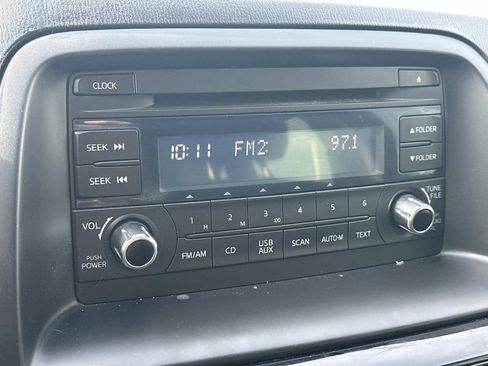 CLOCK
SEEK ⏭
SEEK ⏮
10:11 FM2: 97.1
▲ FOLDER
▼ FOLDER
VOL
PUSH
POWER
1 2 3 4 5 6
H M :00
FM/AM CD USB
AUX SCAN AUTO-M TEXT
TUNE
FILE